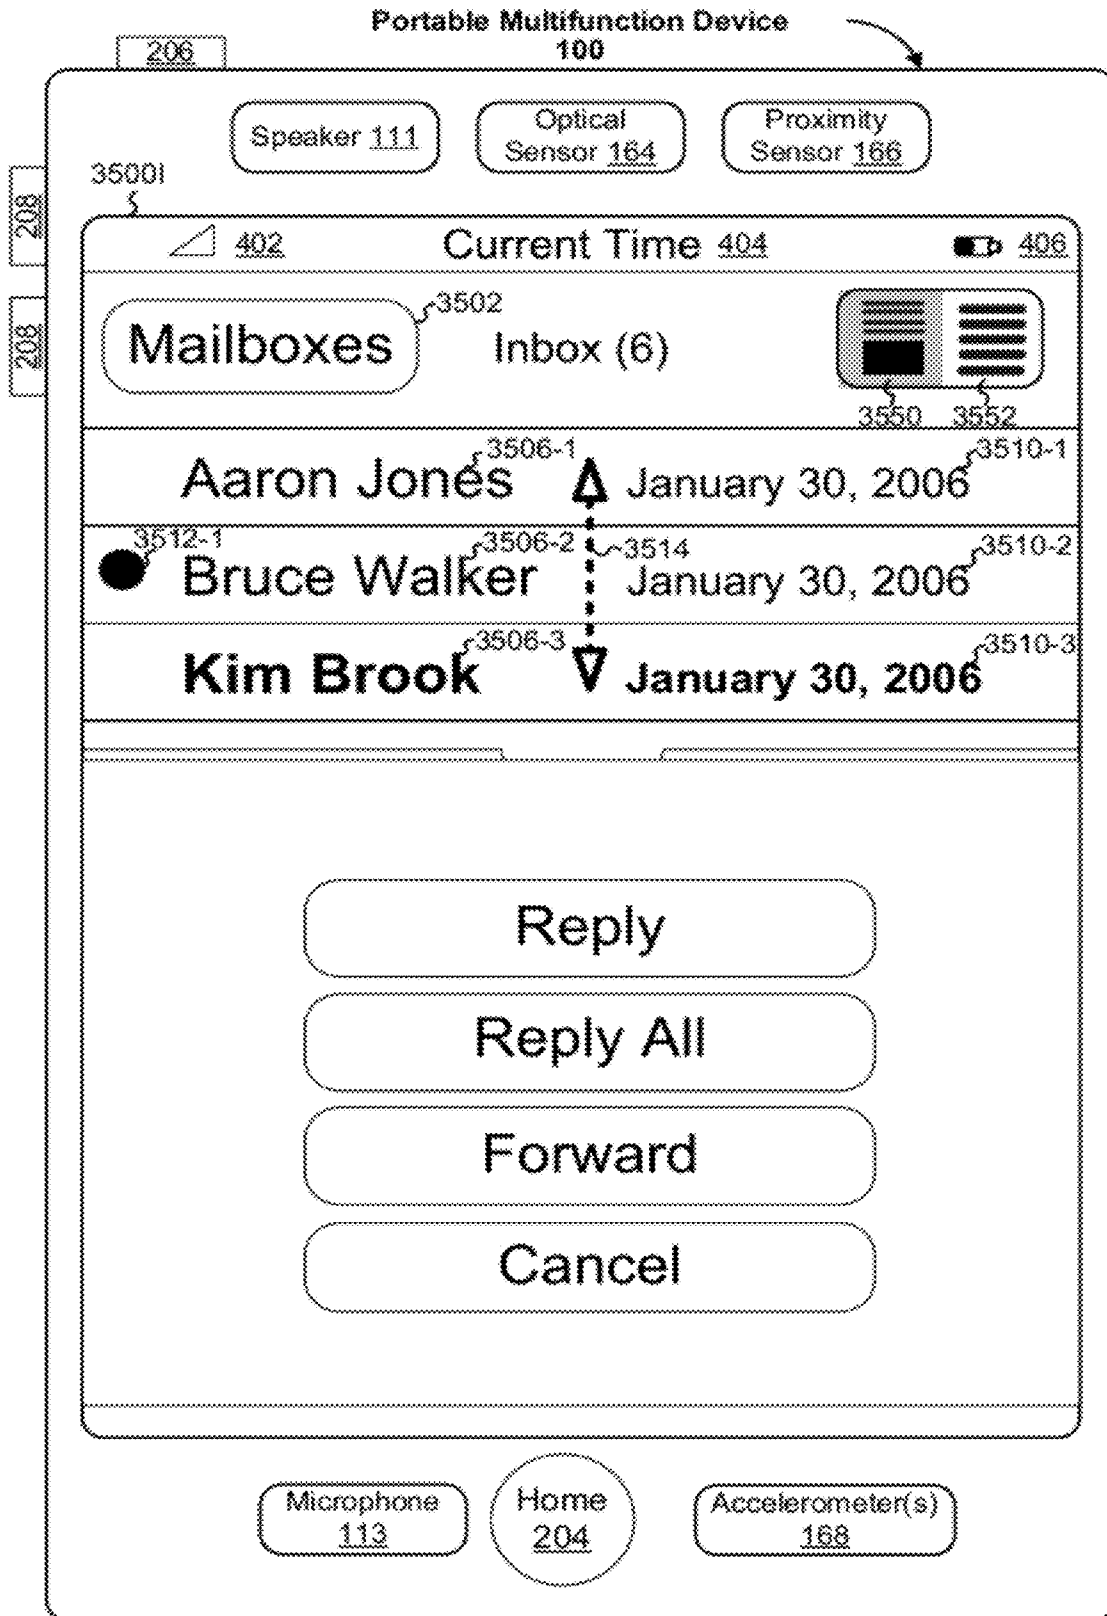 Portable Multifunction Device
100
206
Speaker 111
Optical
Sensor 164
Proximity
Sensor 166
208
3500I
402
Current Time 404
406
208
Mailboxes
3502
Inbox (6)
3550
3552
Aaron Jones
3506-1
January 30, 2006
3510-1
3512-1
Bruce Walker
3506-2
3514
January 30, 2006
3510-2
Kim Brook
3506-3
January 30, 2006
3510-3
Reply
Reply All
Forward
Cancel
Microphone
113
Home
204
Accelerometer(s)
168